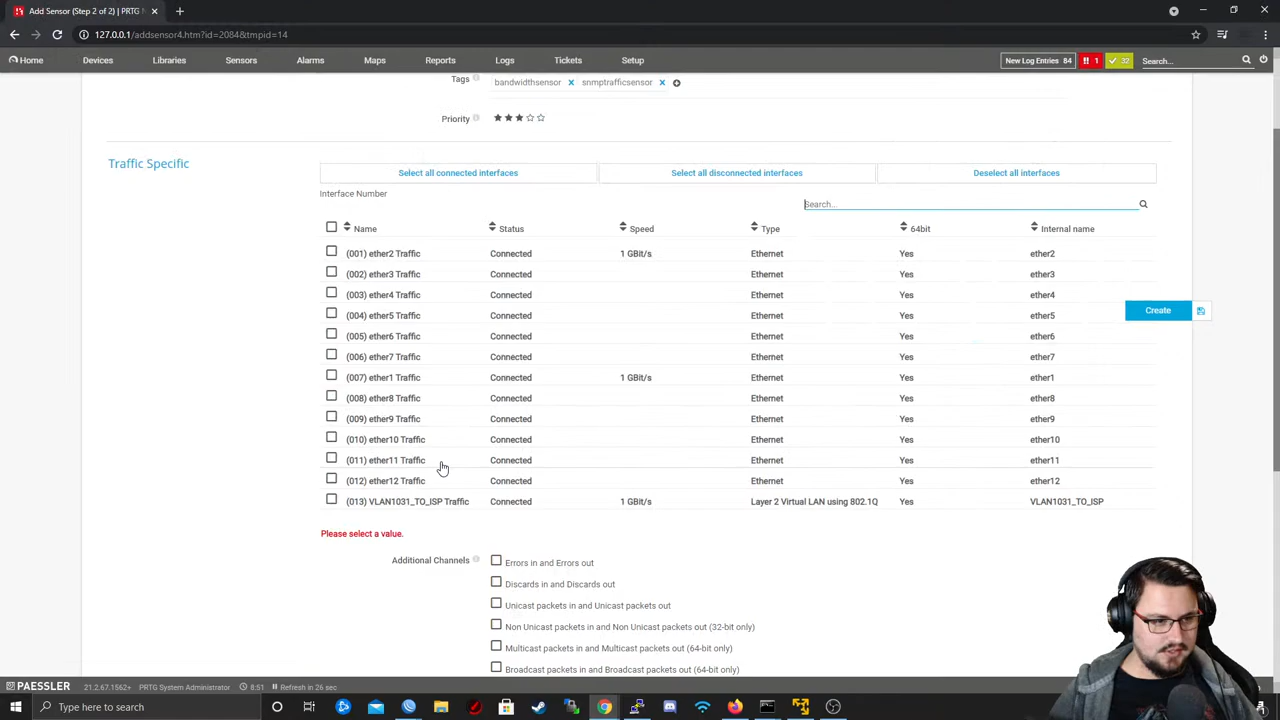 Add Sensor (Step 2 of 2) | PRTG
127.0.0.1/addsensor4.htm?id=2084&tmpid=14
Home Devices Libraries Sensors Alarms Maps Reports Logs Tickets Setup New Log Entries 84 1 32 Search...
Tags bandwidthsensor snmptrafficsensor
Priority
Traffic Specific
Select all connected interfaces Select all disconnected interfaces Deselect all interfaces
Interface Number
Search...
Name Status Speed Type 64bit Internal name
(001) ether2 Traffic Connected 1 GBit/s Ethernet Yes ether2
(002) ether3 Traffic Connected Ethernet Yes ether3
(003) ether4 Traffic Connected Ethernet Yes ether4
(004) ether5 Traffic Connected Ethernet Yes ether5
Create
(005) ether6 Traffic Connected Ethernet Yes ether6
(006) ether7 Traffic Connected Ethernet Yes ether7
(007) ether1 Traffic Connected 1 GBit/s Ethernet Yes ether1
(008) ether8 Traffic Connected Ethernet Yes ether8
(009) ether9 Traffic Connected Ethernet Yes ether9
(010) ether10 Traffic Connected Ethernet Yes ether10
(011) ether11 Traffic Connected Ethernet Yes ether11
(012) ether12 Traffic Connected Ethernet Yes ether12
(013) VLAN1031_TO_ISP Traffic Connected 1 GBit/s Layer 2 Virtual LAN using 802.1Q Yes VLAN1031_TO_ISP
Please select a value.
Additional Channels Errors in and Errors out
Discards in and Discards out
Unicast packets in and Unicast packets out
Non Unicast packets in and Non Unicast packets out (32-bit only)
Multicast packets in and Multicast packets out (64-bit only)
Broadcast packets in and Broadcast packets out (64-bit only)
PAESSLER 21.2.67.1562+ PRTG System Administrator 8:51 Refresh in 26 sec
Type here to search